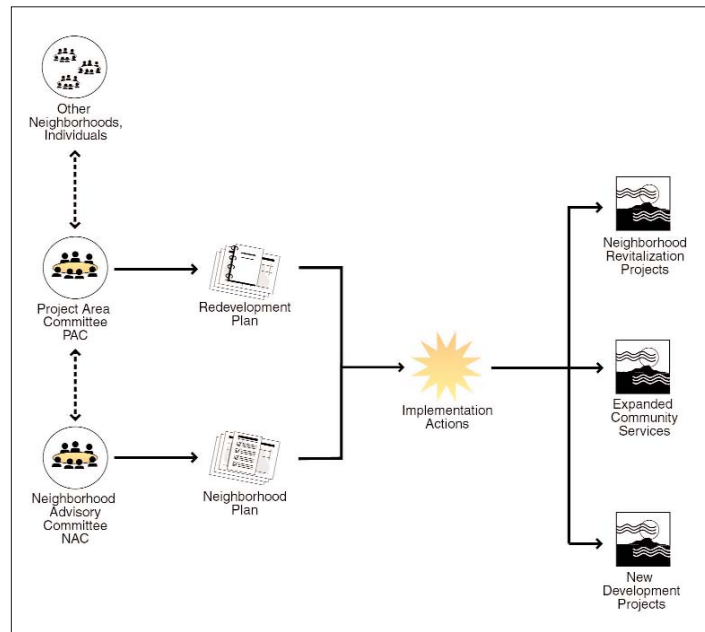 Other
Neighborhoods,
Individuals
Project Area
Committee
PAC
Redevelopment
Plan
Neighborhood
Advisory
Committee
NAC
Neighborhood
Plan
Implementation
Actions
Neighborhood
Revitalization
Projects
Expanded
Community
Services
New
Development
Projects